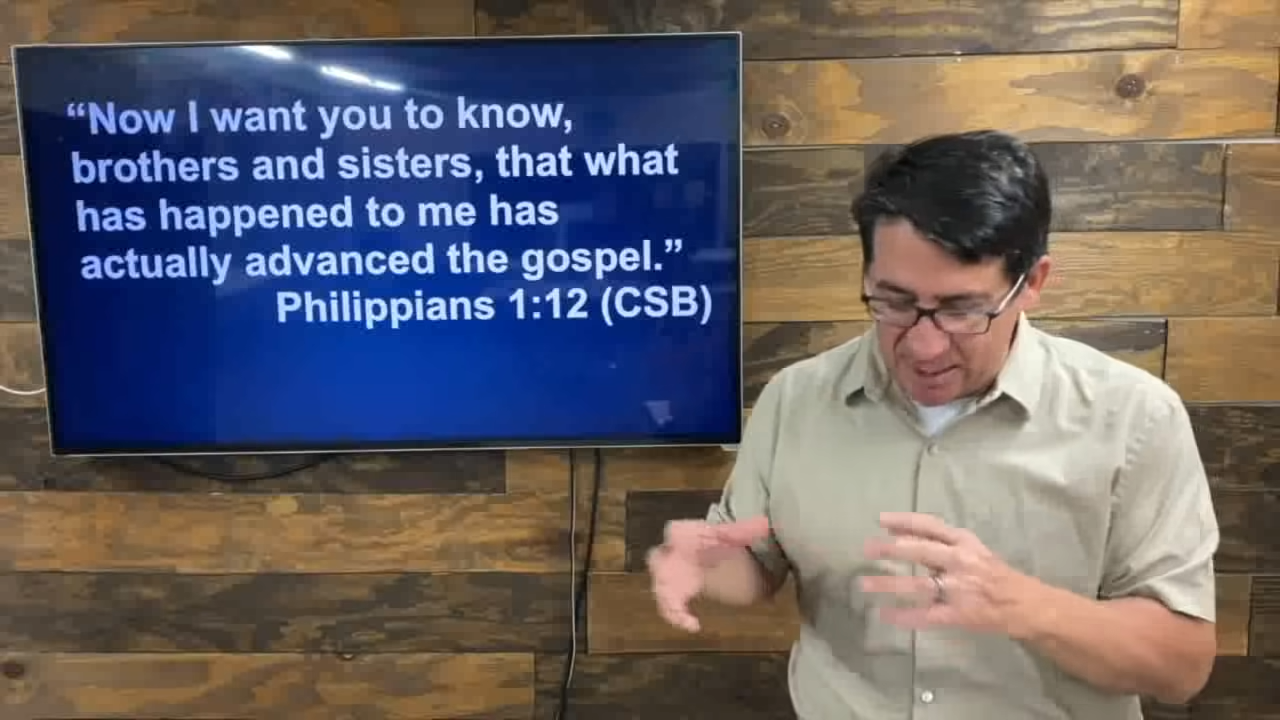 “Now I want you to know,
brothers and sisters, that what
has happened to me has
actually advanced the gospel.”
Philippians 1:12 (CSB)